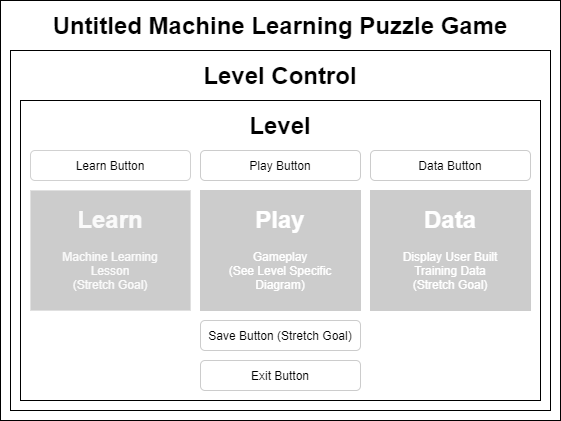 Untitled Machine Learning Puzzle Game
Level Control
Level
Learn Button
Play Button
Data Button
Learn
Machine Learning
Lesson
(Stretch Goal)
Play
Gameplay
(See Level Specific
Diagram)
Data
Display User Built
Training Data
(Stretch Goal)
Save Button (Stretch Goal)
Exit Button